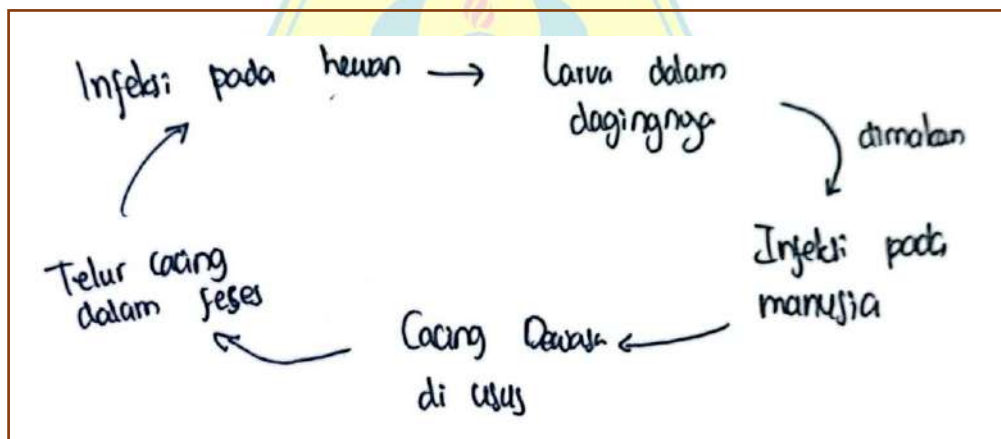 Infeksi pada hewan
Larva dalam
dagingnya
dimakan
Infeksi pada
manusia
Cacing Dewasa
di usus
Telur cacing
dalam feses